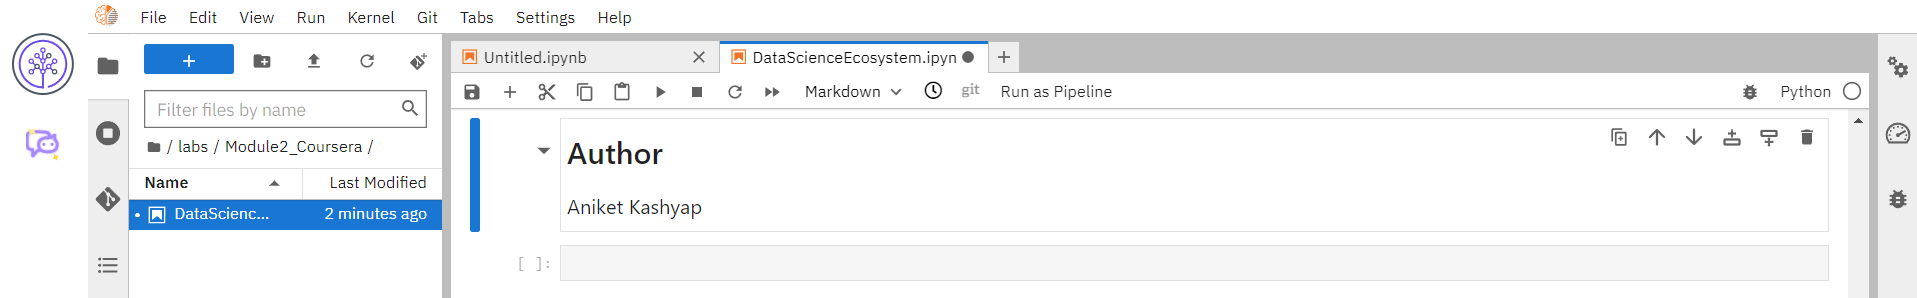 File Edit View Run Kernel Git Tabs Settings Help
+
Filter files by name
/ labs / Module2_Coursera /
Name Last Modified
DataScienc... 2 minutes ago
Untitled.ipynb
DataScienceEcosystem.ipyn
+
Markdown git Run as Pipeline Python
Author
Aniket Kashyap
[ ]: